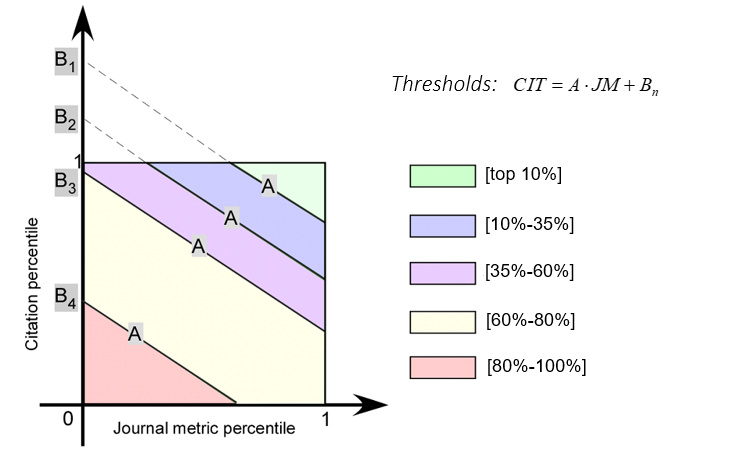 B1
B2
1
B3
B4
A
A
A
A
Citation percentile
0
1
Journal metric percentile
Thresholds: CIT = A · JM + Bn
[top 10%]
[10%-35%]
[35%-60%]
[60%-80%]
[80%-100%]